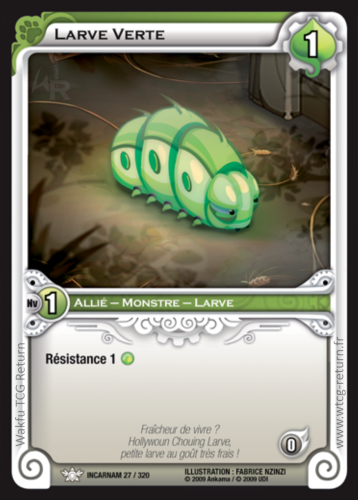 LARVE VERTE
1
Nv 1
ALLIÉ – MONSTRE – LARVE
Résistance 1
Fraîcheur de vivre ?
Hollywoun Chouing Larve,
petite larve au goût très frais !
0
INCARNAM 27 / 320
ILLUSTRATION : FABRICE NZINZI
© 2009 Ankama / © 2009 UDI
Wakfu TCG Return
www.wtcg-return.fr